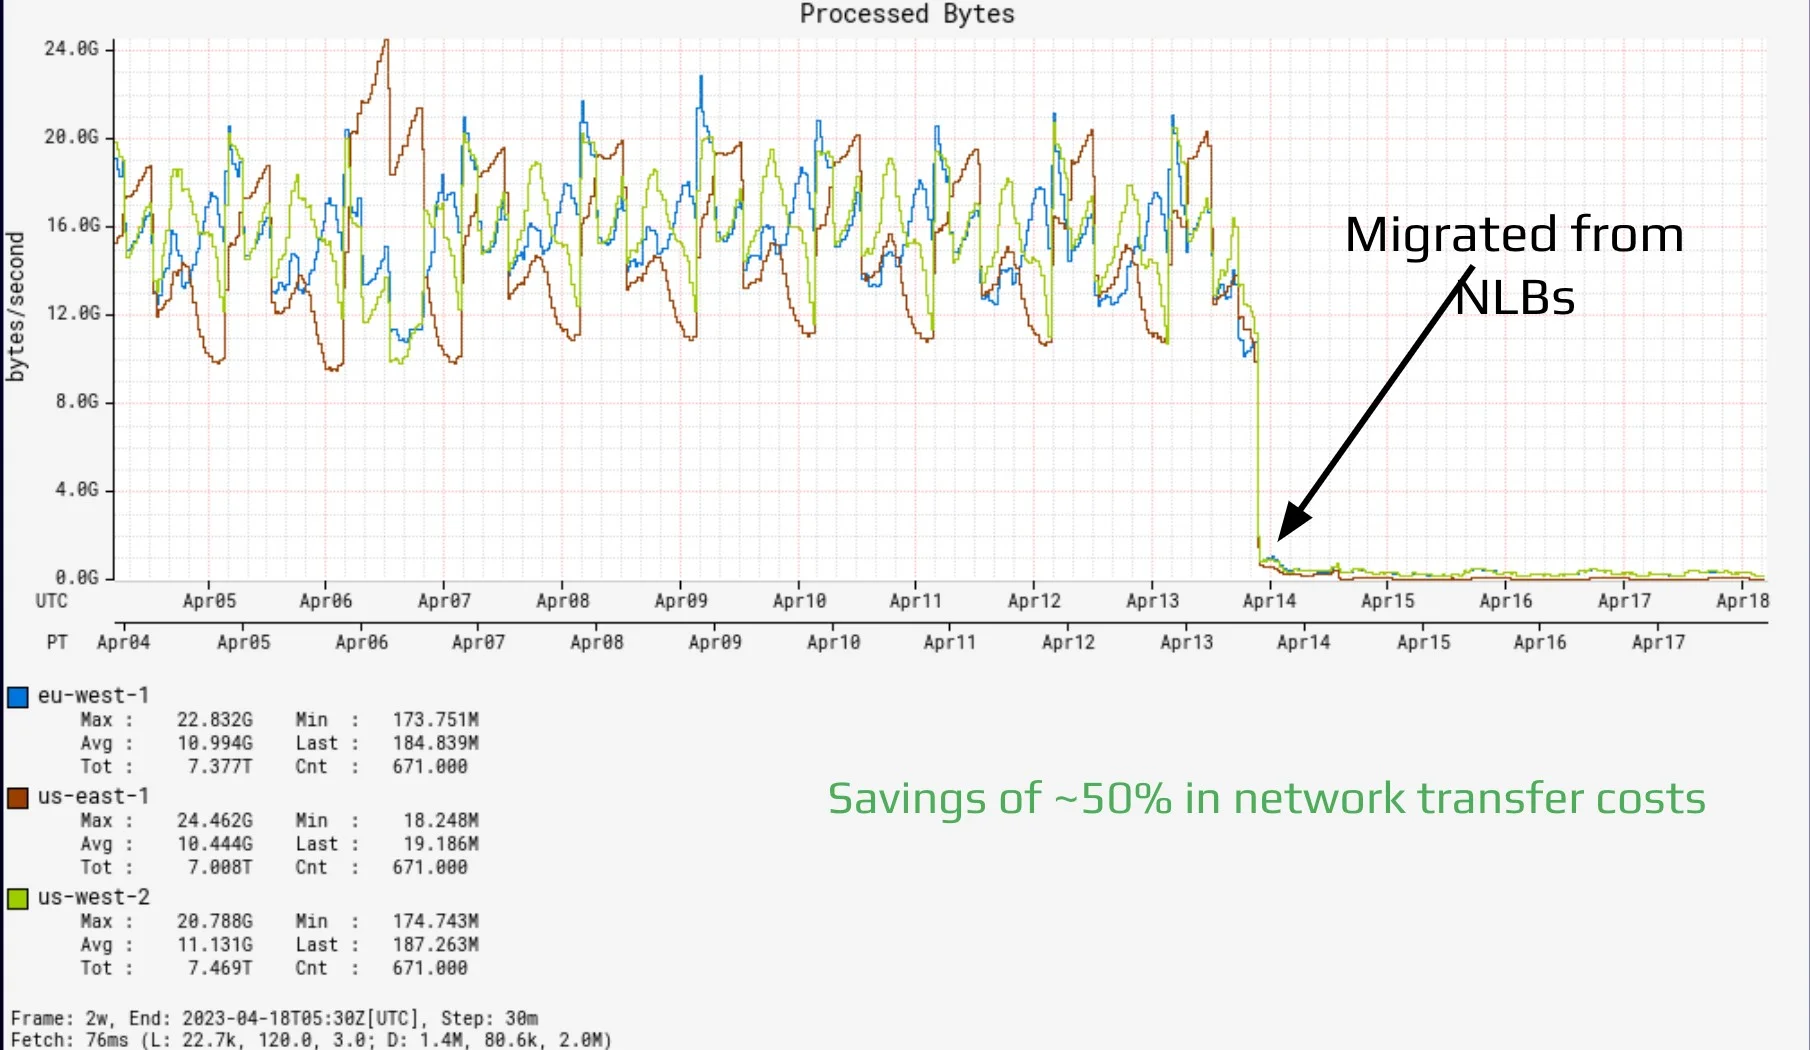 Processed Bytes
24.0G
20.0G
16.0G
12.0G
8.0G
4.0G
0.0G
bytes/second
Migrated from
NLBs
UTC Apr05 Apr06 Apr07 Apr08 Apr09 Apr10 Apr11 Apr12 Apr13 Apr14 Apr15 Apr16 Apr17 Apr18
PT Apr04 Apr05 Apr06 Apr07 Apr08 Apr09 Apr10 Apr11 Apr12 Apr13 Apr14 Apr15 Apr16 Apr17
eu-west-1
Max : 22.832G Min : 173.751M
Avg : 10.994G Last : 184.839M
Tot : 7.377T Cnt : 671.000
us-east-1
Max : 24.462G Min : 18.248M
Avg : 10.444G Last : 19.186M
Tot : 7.008T Cnt : 671.000
us-west-2
Max : 20.788G Min : 174.743M
Avg : 11.131G Last : 187.263M
Tot : 7.469T Cnt : 671.000
Savings of ~50% in network transfer costs
Frame: 2w, End: 2023-04-18T05:30Z[UTC], Step: 30m
Fetch: 76ms (L: 22.7k, 120.0, 3.0; D: 1.4M, 80.6k, 2.0M)